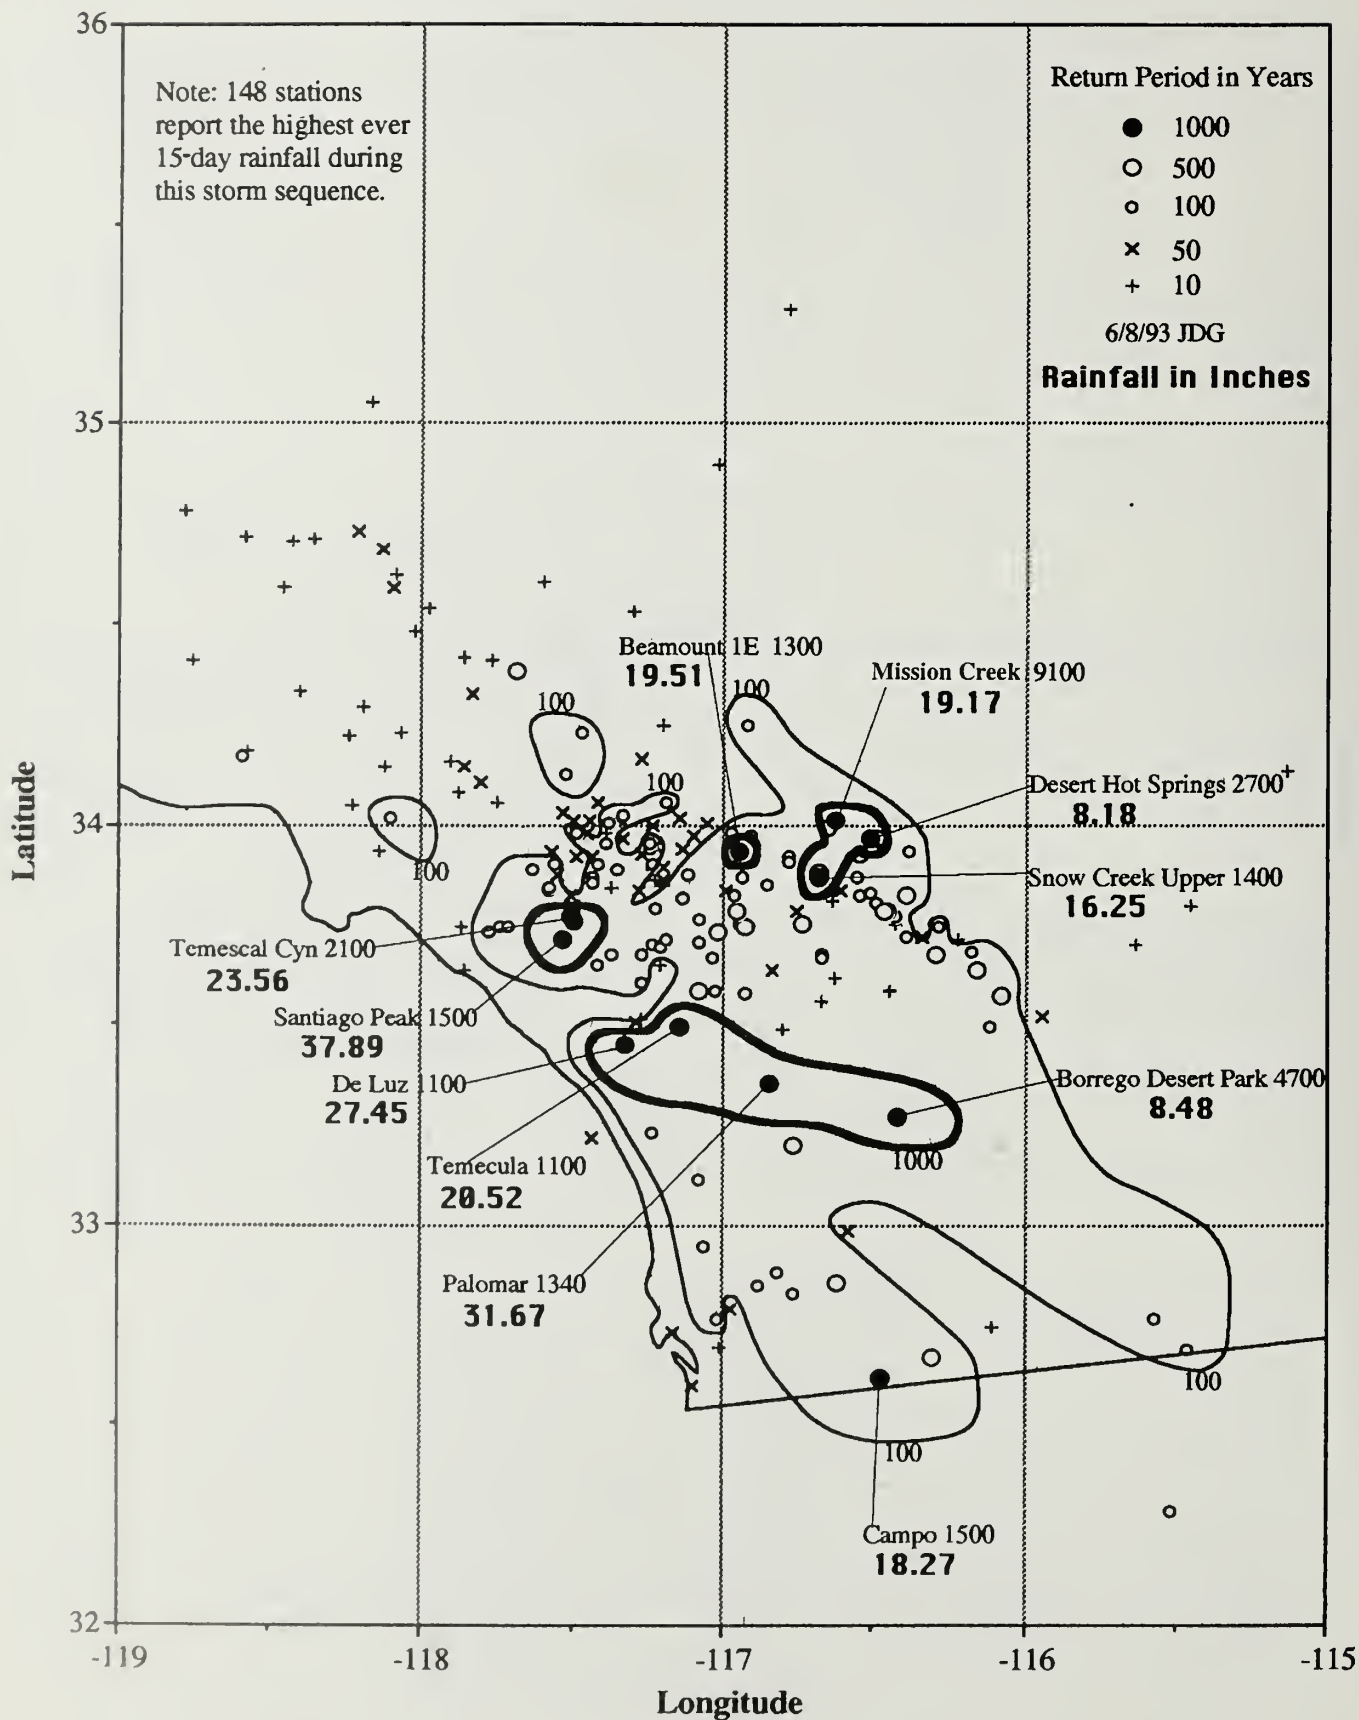 36
Note: 148 stations
report the highest ever
15-day rainfall during
this storm sequence.
Return Period in Years
1000
500
100
50
10
6/8/93 JDG
Rainfall in Inches
35
Beamount 1E 1300
19.51
Mission Creek 9100
19.17
100
100
100
Desert Hot Springs 2700
8.18
34
100
Snow Creek Upper 1400
16.25
Temescal Cyn 2100
23.56
Santiago Peak 1500
37.89
De Luz 1100
27.45
Borrego Desert Park 4700
8.48
1000
Temecula 1100
20.52
33
Palomar 1340
31.67
100
100
Campo 1500
18.27
32
-119
-118
-117
-116
-115
Latitude
Longitude